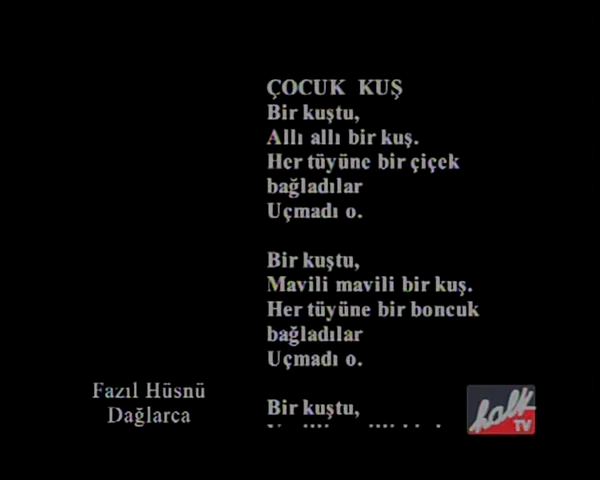 ÇOCUK KUŞ
Bir kuştu,
Allı allı bir kuş.
Her tüyüne bir çiçek
bağladılar
Uçmadı o.
Bir kuştu,
Mavili mavili bir kuş.
Her tüyüne bir boncuk
bağladılar
Uçmadı o.
Bir kuştu,
Fazıl Hüsnü
Dağlarca
halk
TV